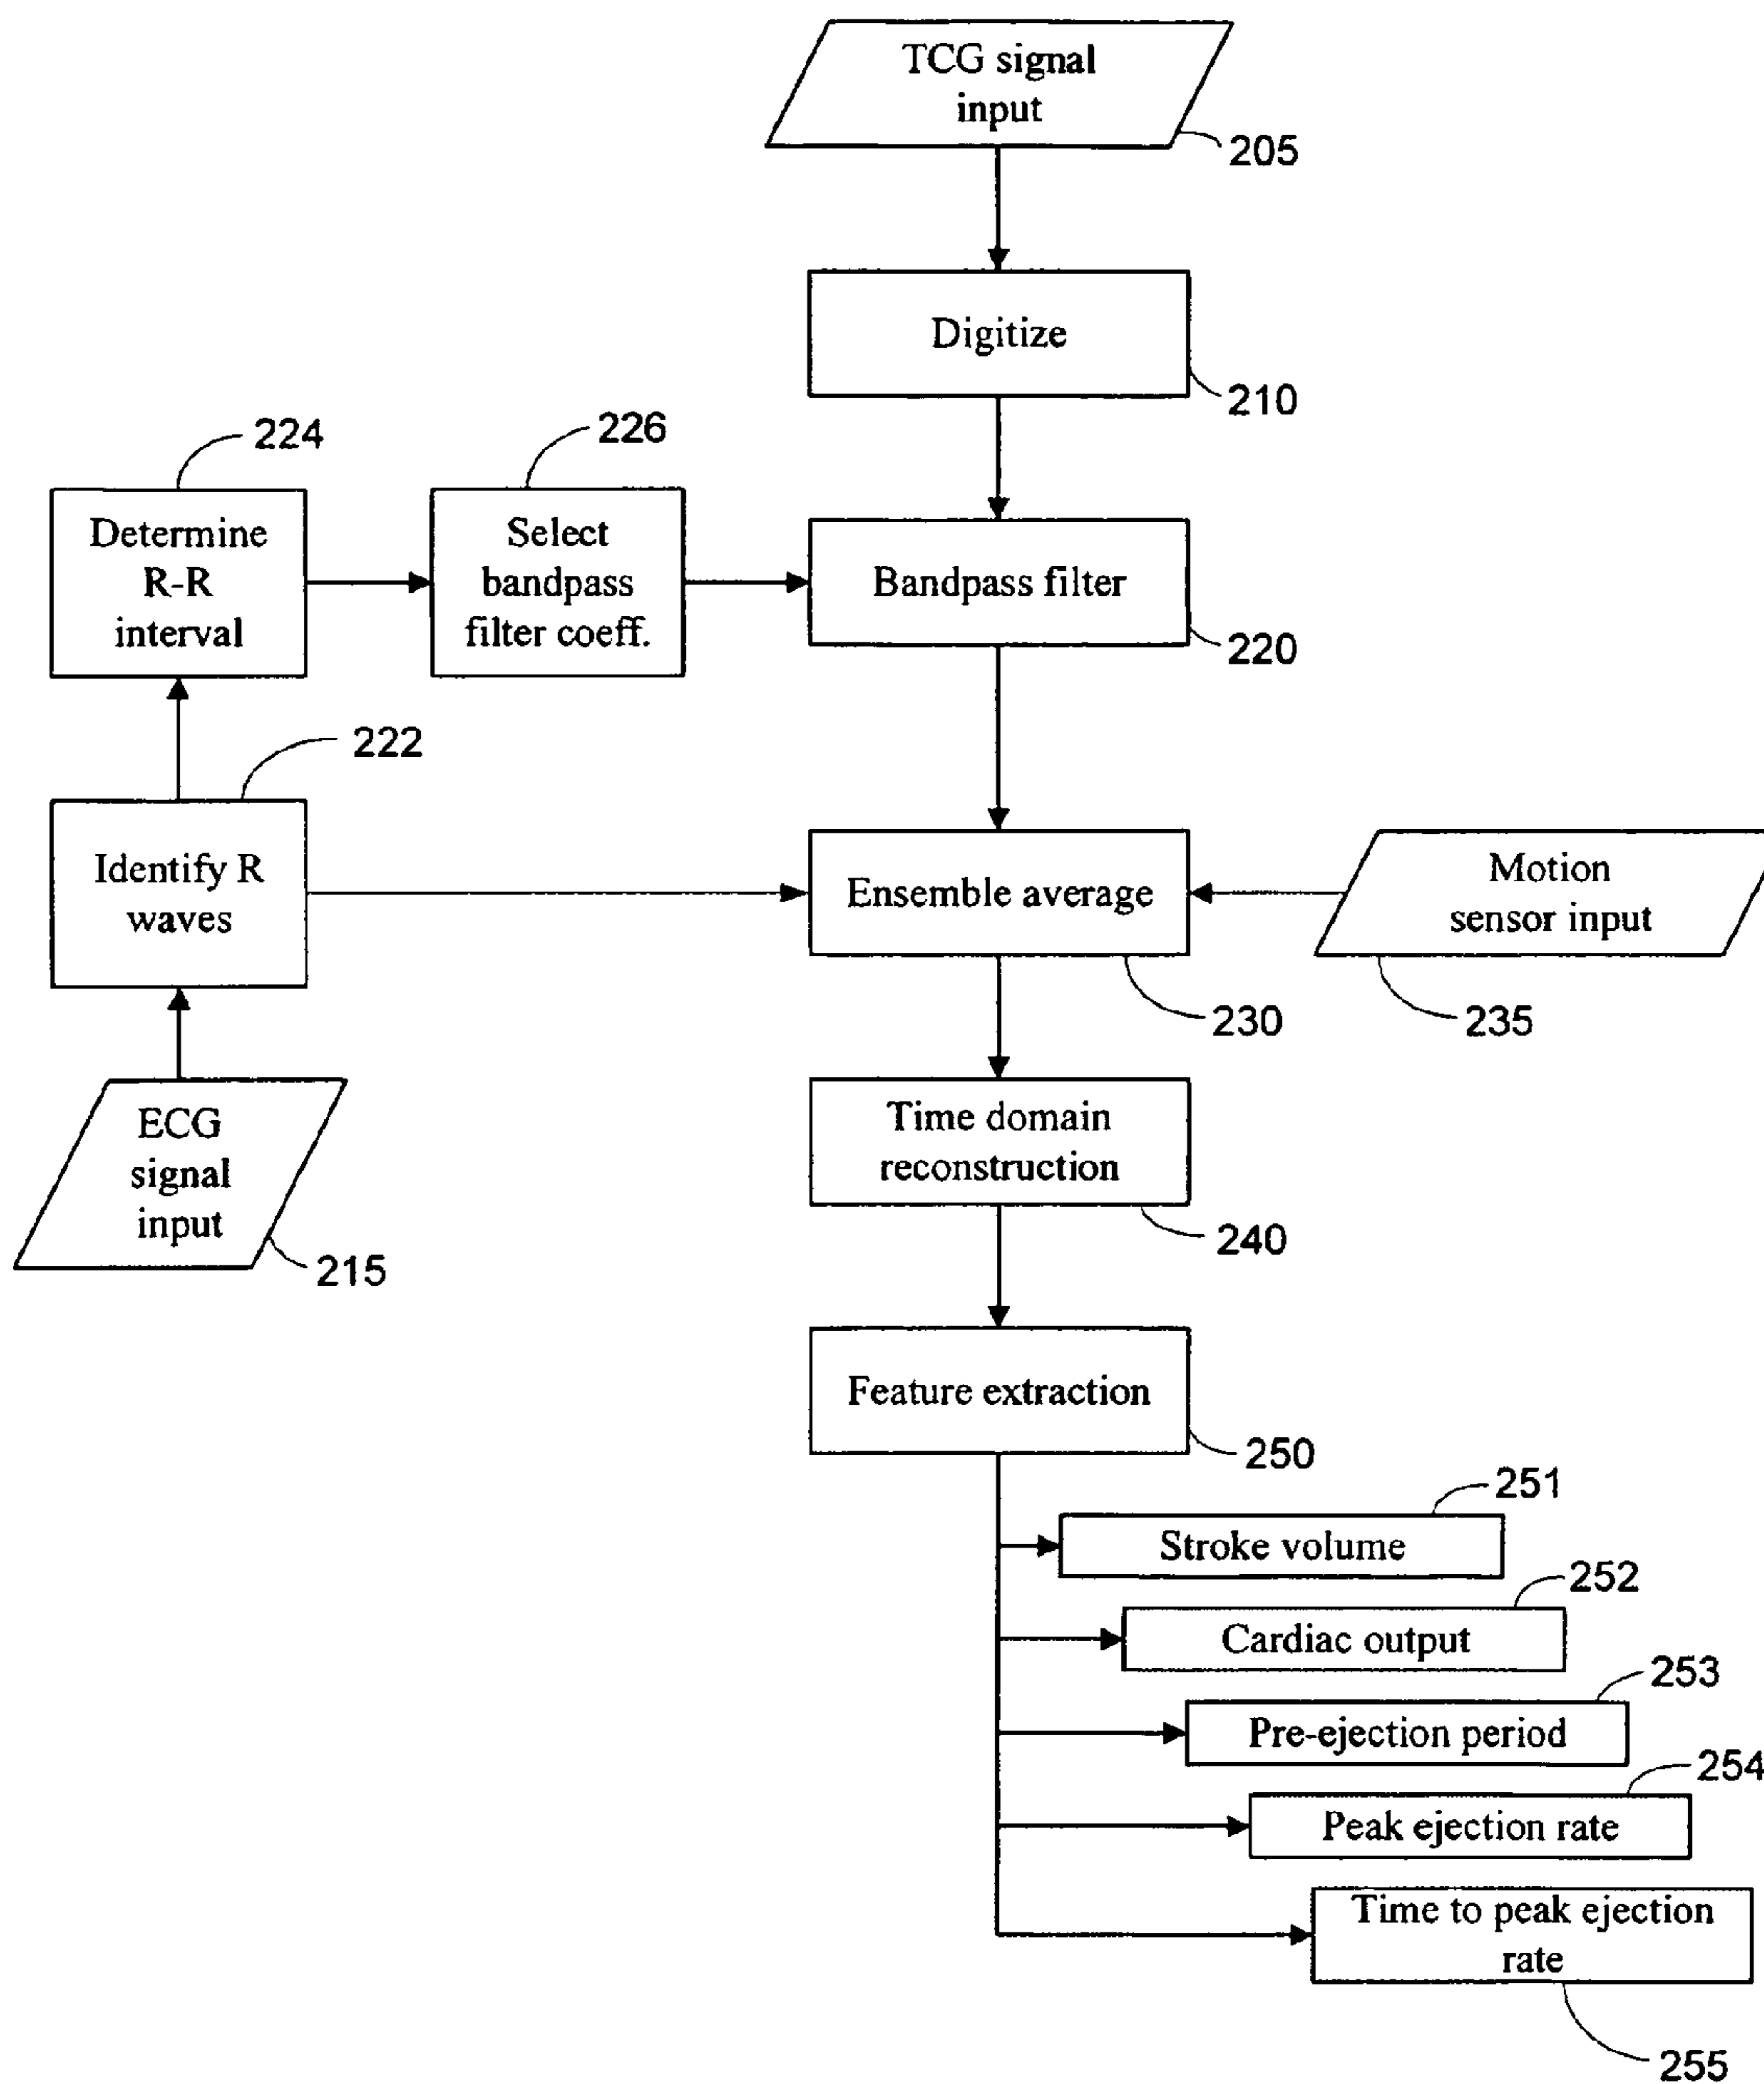 TCG signal
input
205
Digitize
210
224
226
Determine
R-R
interval
Select
bandpass
filter coeff.
Bandpass filter
220
222
Identify R
waves
Ensemble average
Motion
sensor input
230
235
ECG
signal
input
215
Time domain
reconstruction
240
Feature extraction
250
251
Stroke volume
252
Cardiac output
253
Pre-ejection period
254
Peak ejection rate
Time to peak ejection
rate
255